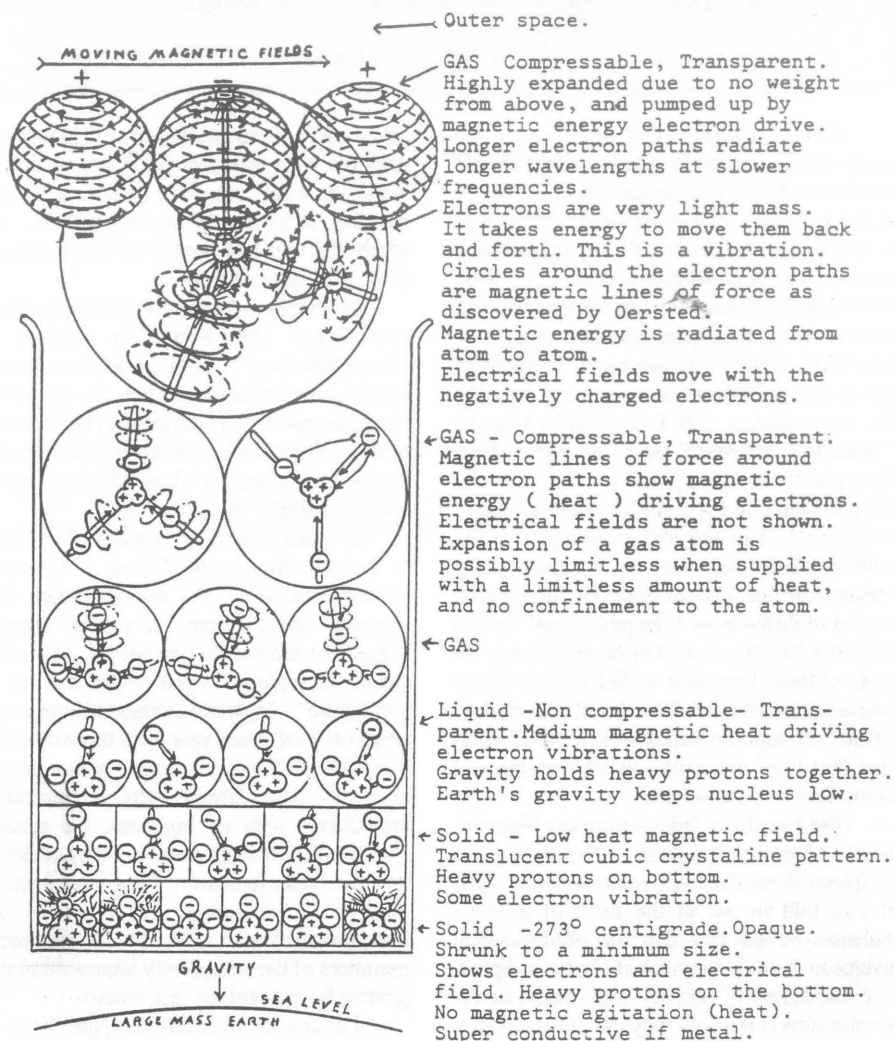 Outer space.
MOVING MAGNETIC FIELDS
GAS Compressable, Transparent.
Highly expanded due to no weight
from above, and pumped up by
magnetic energy electron drive.
Longer electron paths radiate
longer wavelengths at slower
frequencies.
Electrons are very light mass.
It takes energy to move them back
and forth. This is a vibration.
Circles around the electron paths
are magnetic lines of force as
discovered by Oersted.
Magnetic energy is radiated from
atom to atom.
Electrical fields move with the
negatively charged electrons.
GAS - Compressable, Transparent.
Magnetic lines of force around
electron paths show magnetic
energy ( heat ) driving electrons.
Electrical fields are not shown.
Expansion of a gas atom is
possibly limitless when supplied
with a limitless amount of heat,
and no confinement to the atom.
GAS
Liquid -Non compressable- Trans-
parent.Medium magnetic heat driving
electron vibrations.
Gravity holds heavy protons together.
Earth's gravity keeps nucleus low.
Solid - Low heat magnetic field.
Translucent cubic crystaline pattern.
Heavy protons on bottom.
Some electron vibration.
Solid -273 centigrade.Opaque.
Shrunk to a minimum size.
Shows electrons and electrical
field. Heavy protons on the bottom.
No magnetic agitation (heat).
Super conductive if metal.
GRAVITY
SEA LEVEL
LARGE MASS EARTH